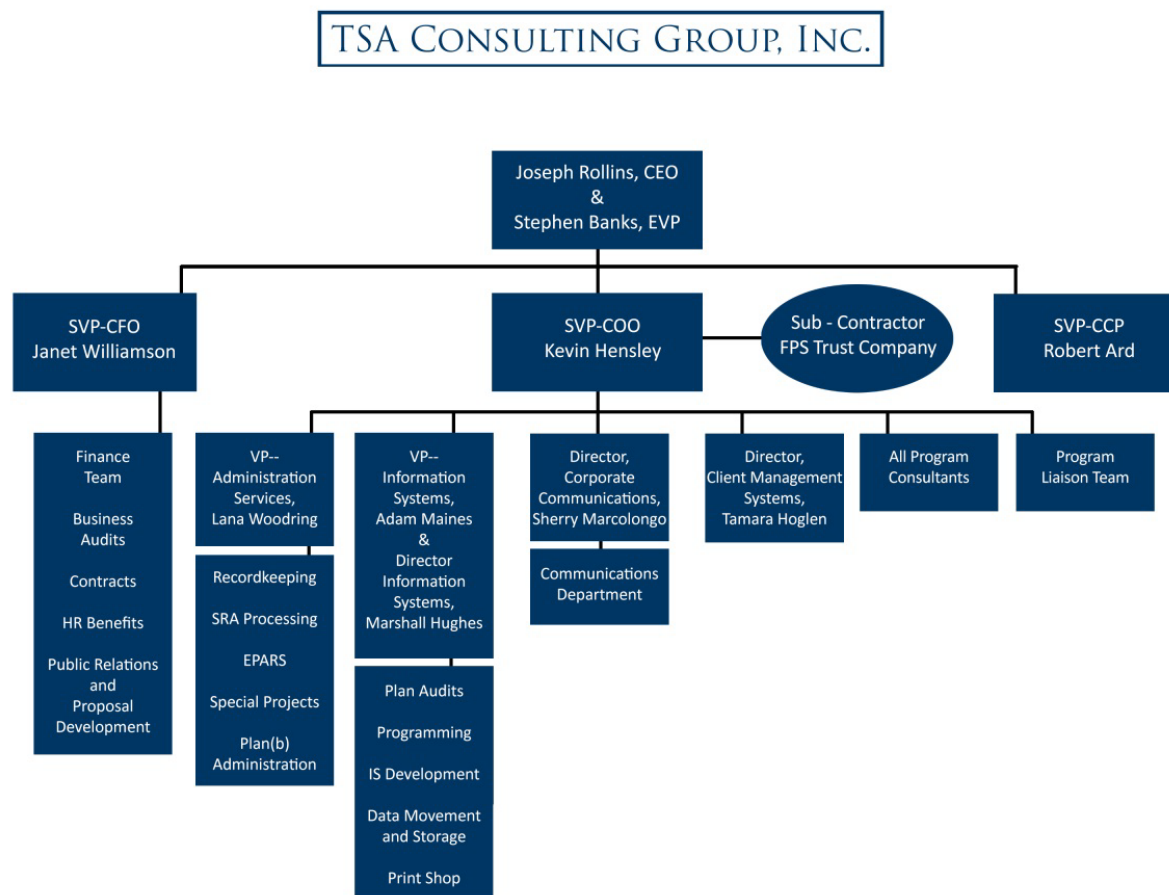 TSA CONSULTING GROUP, INC.
Joseph Rollins, CEO
&
Stephen Banks, EVP
SVP-CFO
Janet Williamson
SVP-COO
Kevin Hensley
Sub - Contractor
FPS Trust Company
SVP-CCP
Robert Ard
Finance
Team
Business
Audits
Contracts
HR Benefits
Public Relations
and
Proposal
Development
VP--
Administration
Services,
Lana Woodring
Recordkeeping
SRA Processing
EPARS
Special Projects
Plan(b)
Administration
VP--
Information
Systems,
Adam Maines
&
Director
Information
Systems,
Marshall Hughes
Plan Audits
Programming
IS Development
Data Movement
and Storage
Print Shop
Director,
Corporate
Communications,
Sherry Marcolongo
Communications
Department
Director,
Client Management
Systems,
Tamara Hoglen
All Program
Consultants
Program
Liaison Team